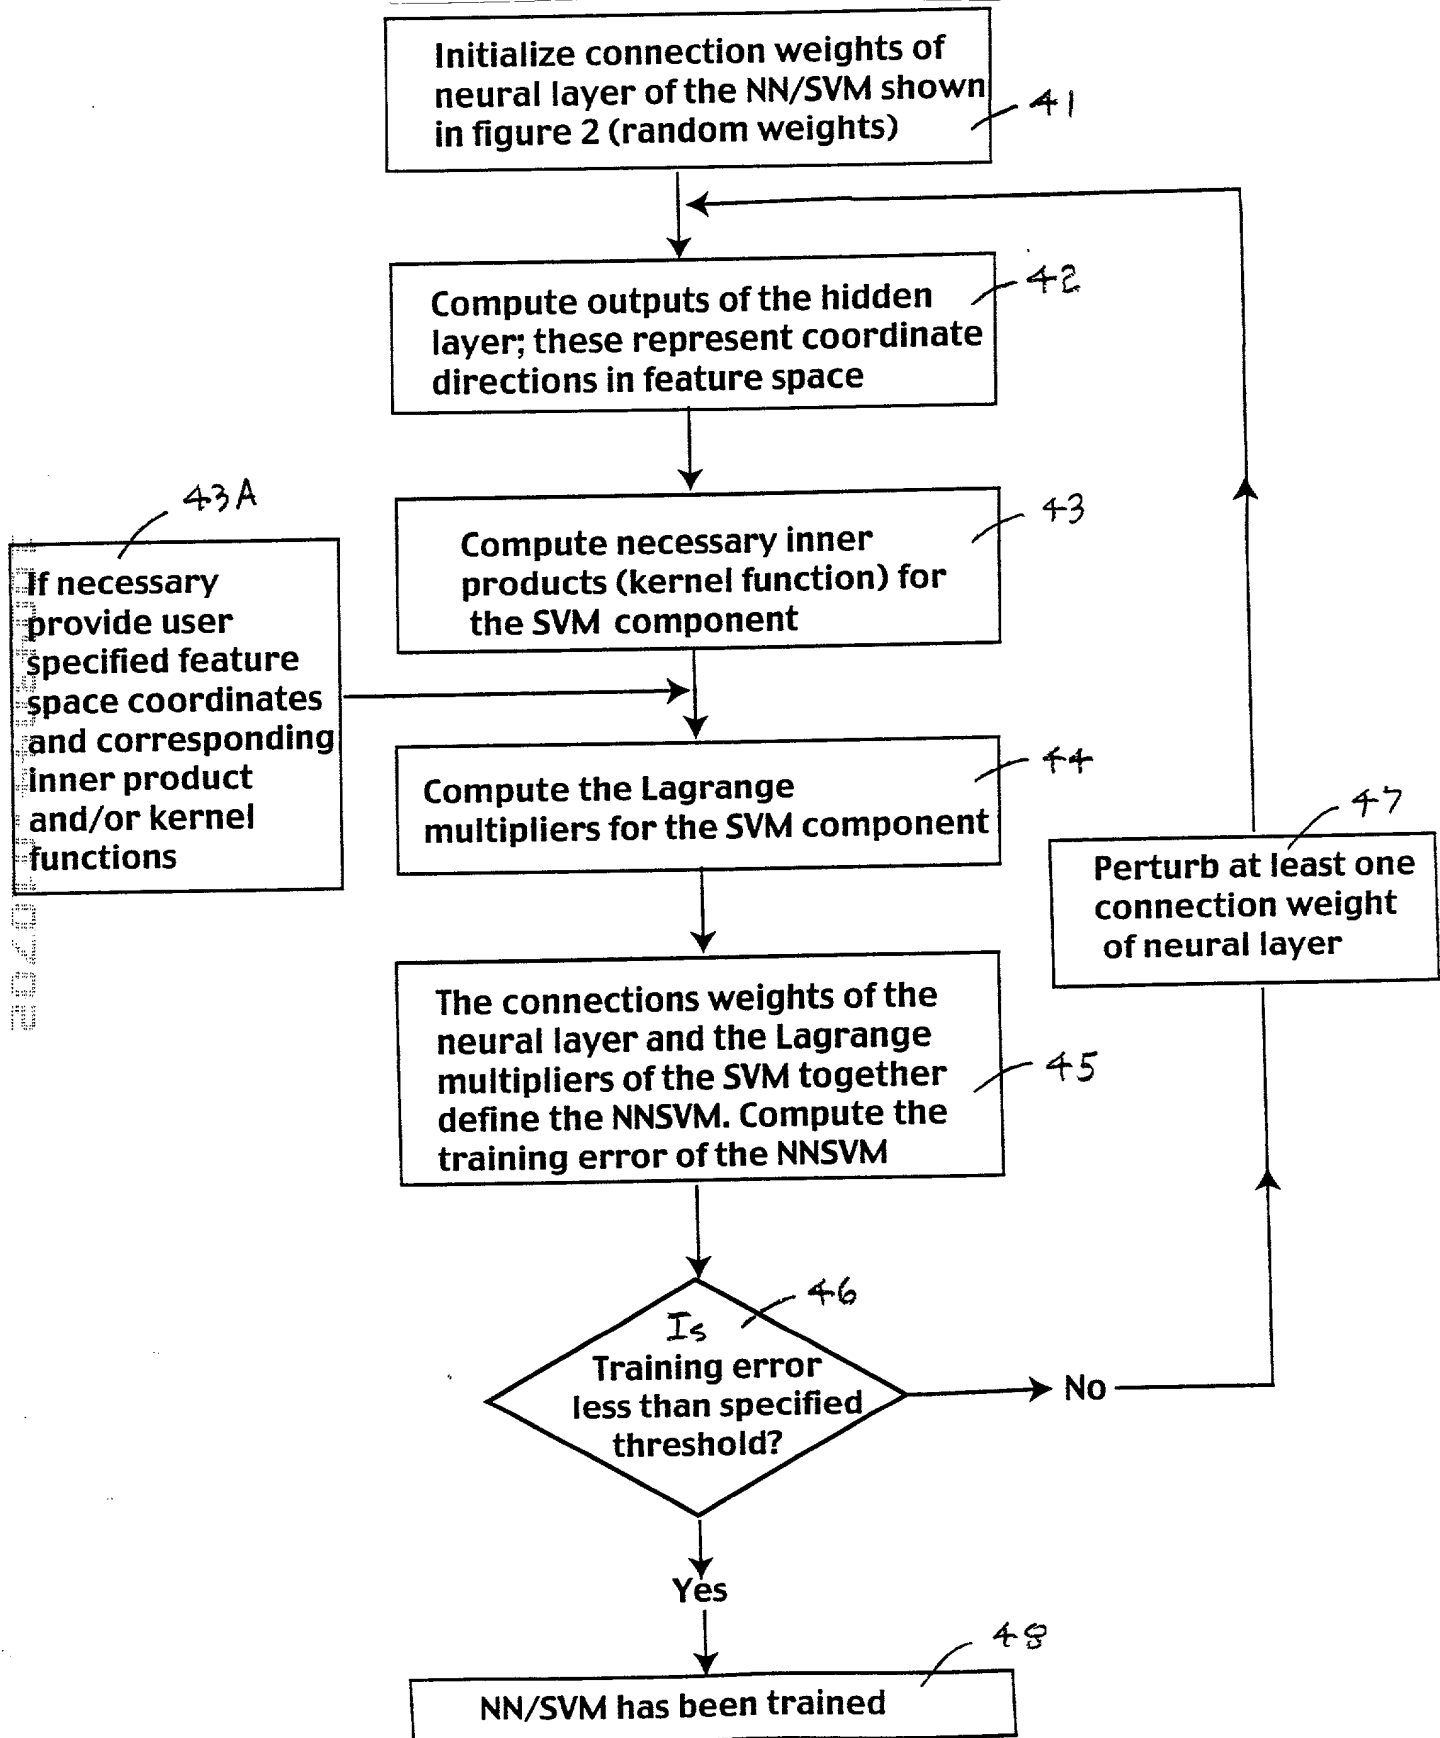 Initialize connection weights of
neural layer of the NN/SVM shown
in figure 2 (random weights)
41
Compute outputs of the hidden
layer; these represent coordinate
directions in feature space
42
43A
If necessary
provide user
specified feature
space coordinates
and corresponding
inner product
and/or kernel
functions
Compute necessary inner
products (kernel function) for
the SVM component
43
Compute the Lagrange
multipliers for the SVM component
44
47
Perturb at least one
connection weight
of neural layer
The connections weights of the
neural layer and the Lagrange
multipliers of the SVM together
define the NNSVM. Compute the
training error of the NNSVM
45
46
Is
Training error
less than specified
threshold?
No
Yes
48
NN/SVM has been trained